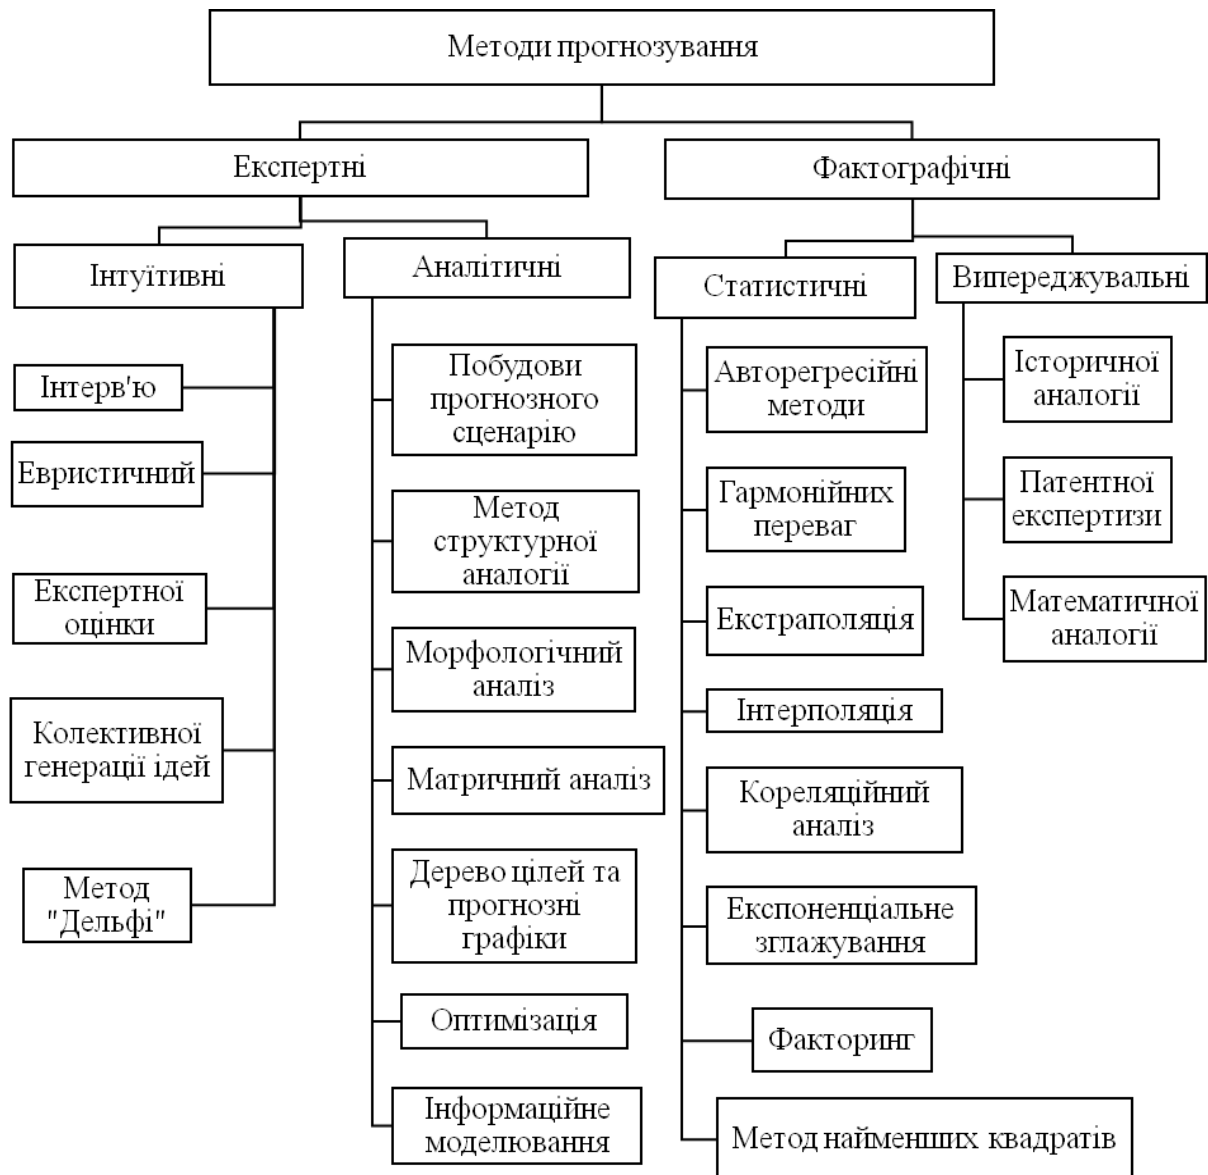 Методи прогнозування
Експертні
Фактографічні
Інтуїтивні
Аналітичні
Статистичні
Випереджувальні
Інтерв'ю
Евристичний
Експертної
оцінки
Колективної
генерації ідей
Метод
"Дельфі"
Побудови
прогнозного
сценарію
Метод
структурної
аналогії
Морфологічний
аналіз
Матричний аналіз
Дерево цілей та
прогнозні
графіки
Оптимізація
Інформаційне
моделювання
Авторегресійні
методи
Гармонійних
переваг
Екстраполяція
Інтерполяція
Кореляційний
аналіз
Експоненціальне
зглажування
Факторинг
Метод найменших квадратів
Історичної
аналогії
Патентної
експертизи
Математичної
аналогії